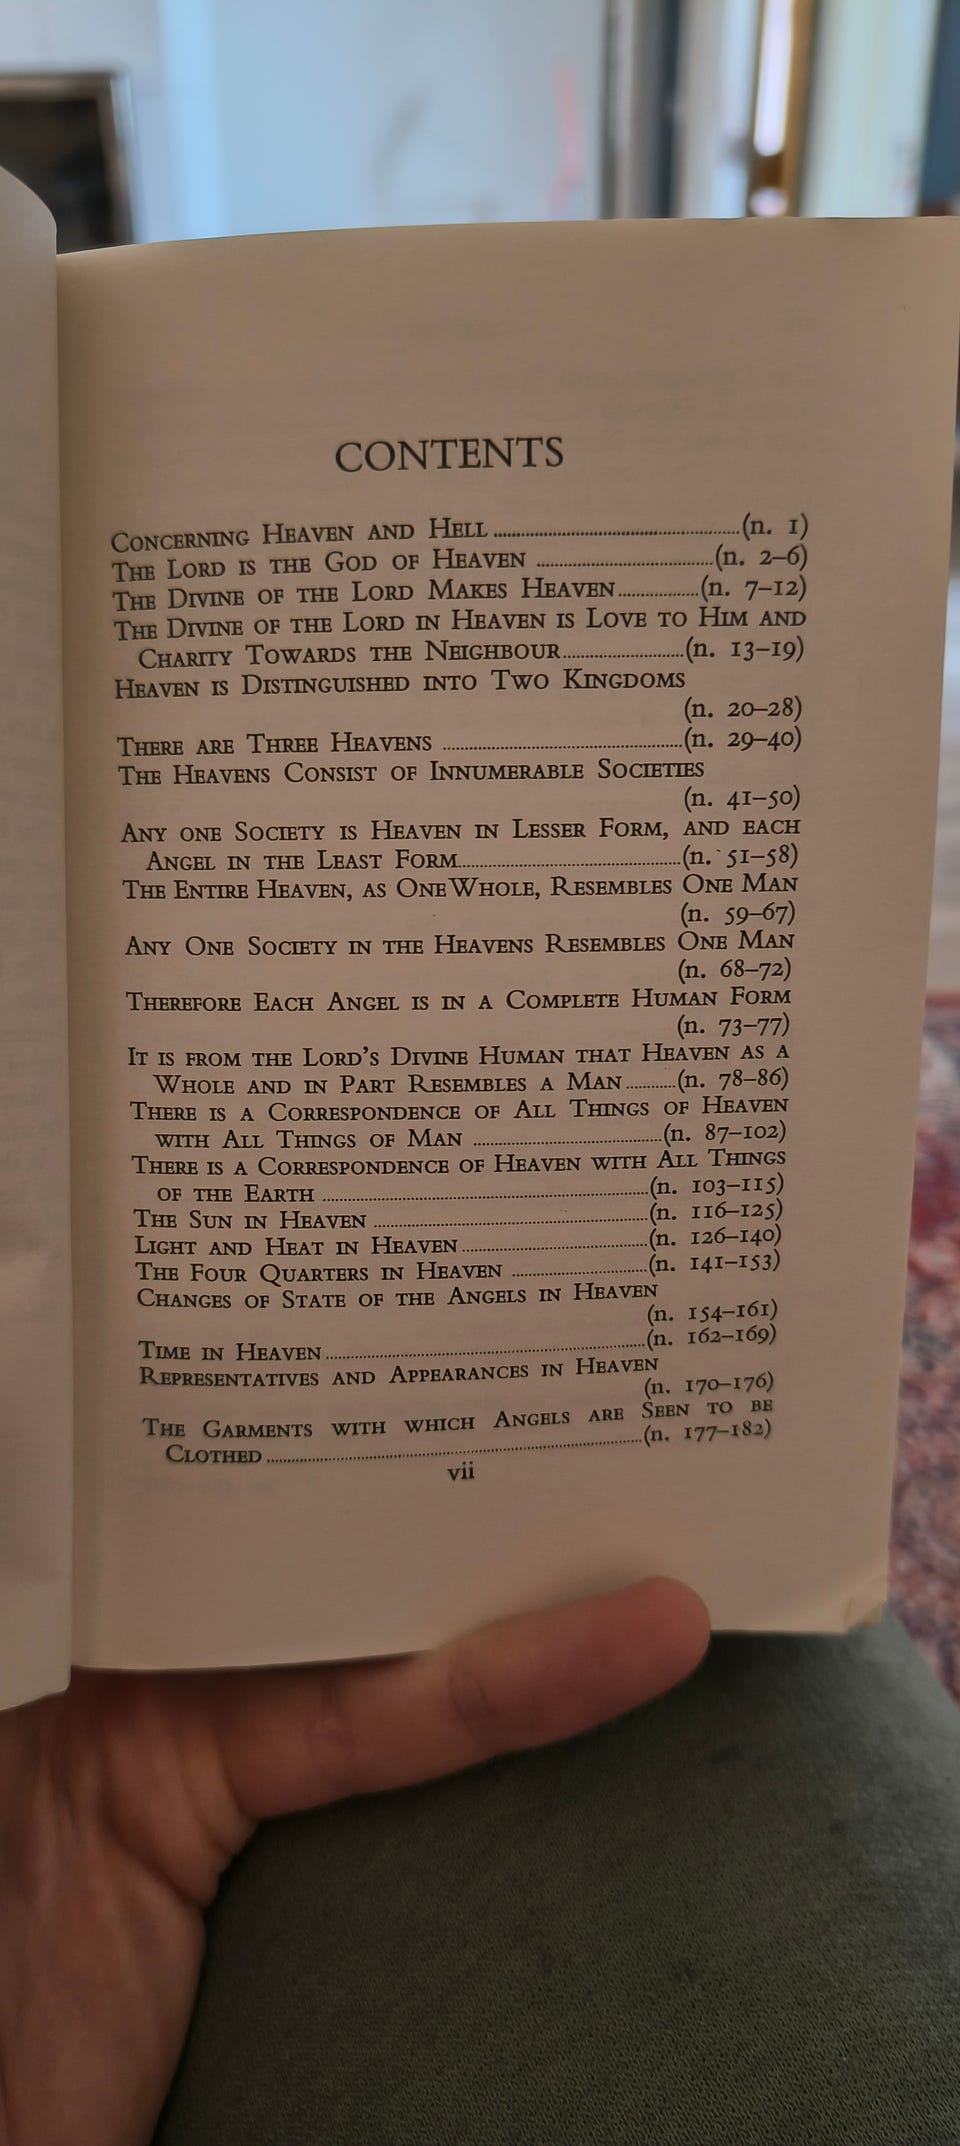 CONTENTS
CONCERNING HEAVEN AND HELL ........................................(n. 1)
THE LORD IS THE GOD OF HEAVEN ............................(n. 2–6)
THE DIVINE OF THE LORD MAKES HEAVEN.............(n. 7–12)
THE DIVINE OF THE LORD IN HEAVEN IS LOVE TO HIM AND
CHARITY TOWARDS THE NEIGHBOUR....................(n. 13–19)
HEAVEN IS DISTINGUISHED INTO TWO KINGDOMS
(n. 20–28)
THERE ARE THREE HEAVENS ........................................(n. 29–40)
THE HEAVENS CONSIST OF INNUMERABLE SOCIETIES
(n. 41–50)
ANY ONE SOCIETY IS HEAVEN IN LESSER FORM, AND EACH
ANGEL IN THE LEAST FORM.....................................(n. 51–58)
THE ENTIRE HEAVEN, AS ONE WHOLE, RESEMBLES ONE MAN
(n. 59–67)
ANY ONE SOCIETY IN THE HEAVENS RESEMBLES ONE MAN
(n. 68–72)
THEREFORE EACH ANGEL IS IN A COMPLETE HUMAN FORM
(n. 73–77)
IT IS FROM THE LORD'S DIVINE HUMAN THAT HEAVEN AS A
WHOLE AND IN PART RESEMBLES A MAN.........(n. 78–86)
THERE IS A CORRESPONDENCE OF ALL THINGS OF HEAVEN
WITH ALL THINGS OF MAN ................................(n. 87–102)
THERE IS A CORRESPONDENCE OF HEAVEN WITH ALL THINGS
OF THE EARTH .......................................................(n. 103–115)
THE SUN IN HEAVEN ..............................................(n. 116–125)
LIGHT AND HEAT IN HEAVEN................................(n. 126–140)
THE FOUR QUARTERS IN HEAVEN .......................(n. 141–153)
CHANGES OF STATE OF THE ANGELS IN HEAVEN
(n. 154–161)
TIME IN HEAVEN.......................................................(n. 162–169)
REPRESENTATIVES AND APPEARANCES IN HEAVEN
(n. 170–176)
THE GARMENTS WITH WHICH ANGELS ARE SEEN TO BE
CLOTHED................................................................(n. 177–182)
vii